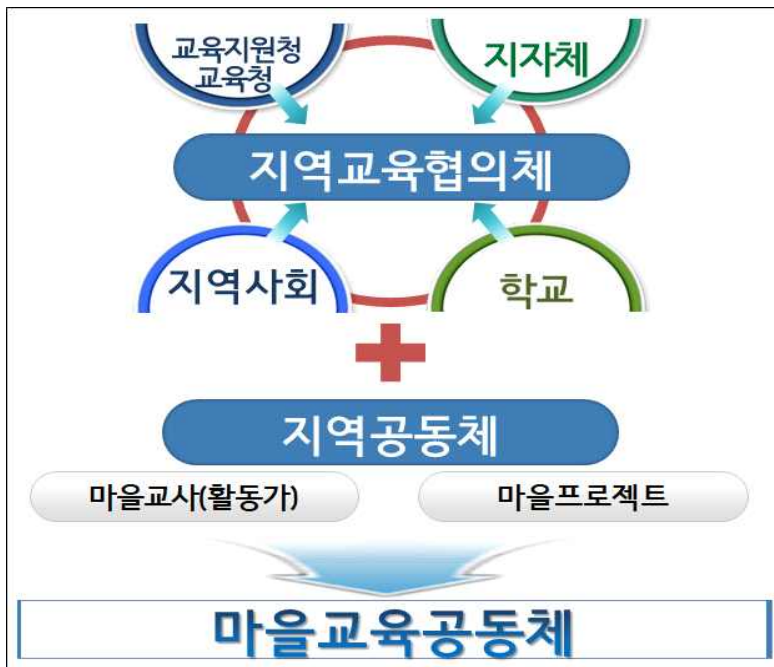 교육지원청
교육청
지자체
지역교육협의체
지역사회
학교
지역공동체
마을교사(활동가)
마을프로젝트
마을교육공동체